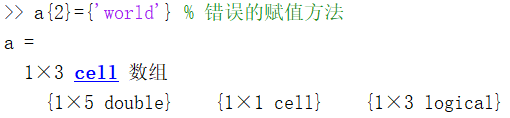 >> a{2}={'world'} % 错误的赋值方法
a =
1×3 cell 数组
{1×5 double}    {1×1 cell}    {1×3 logical}